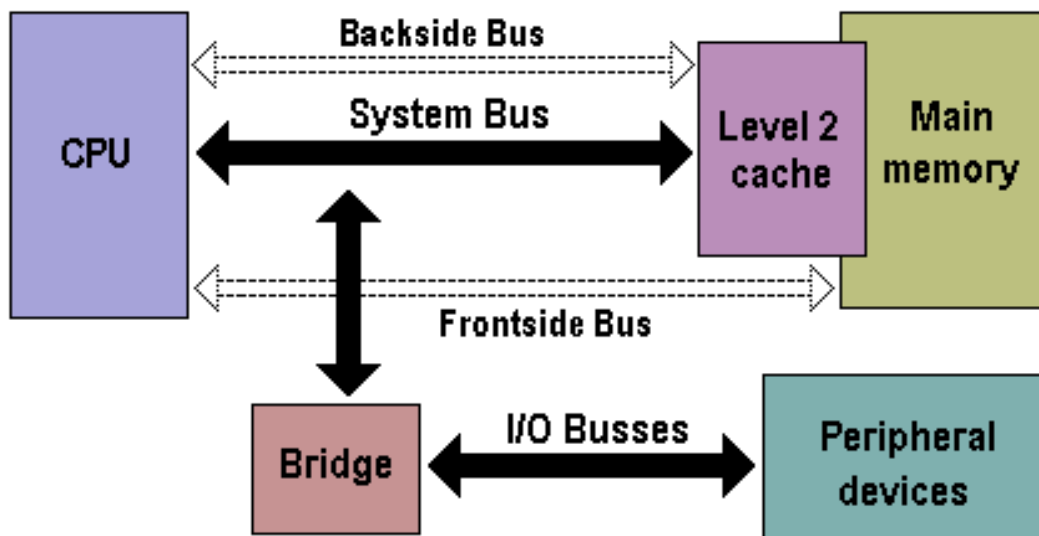 Backside Bus
System Bus
CPU
Level 2
cache
Main
memory
Frontside Bus
Bridge
I/O Busses
Peripheral
devices